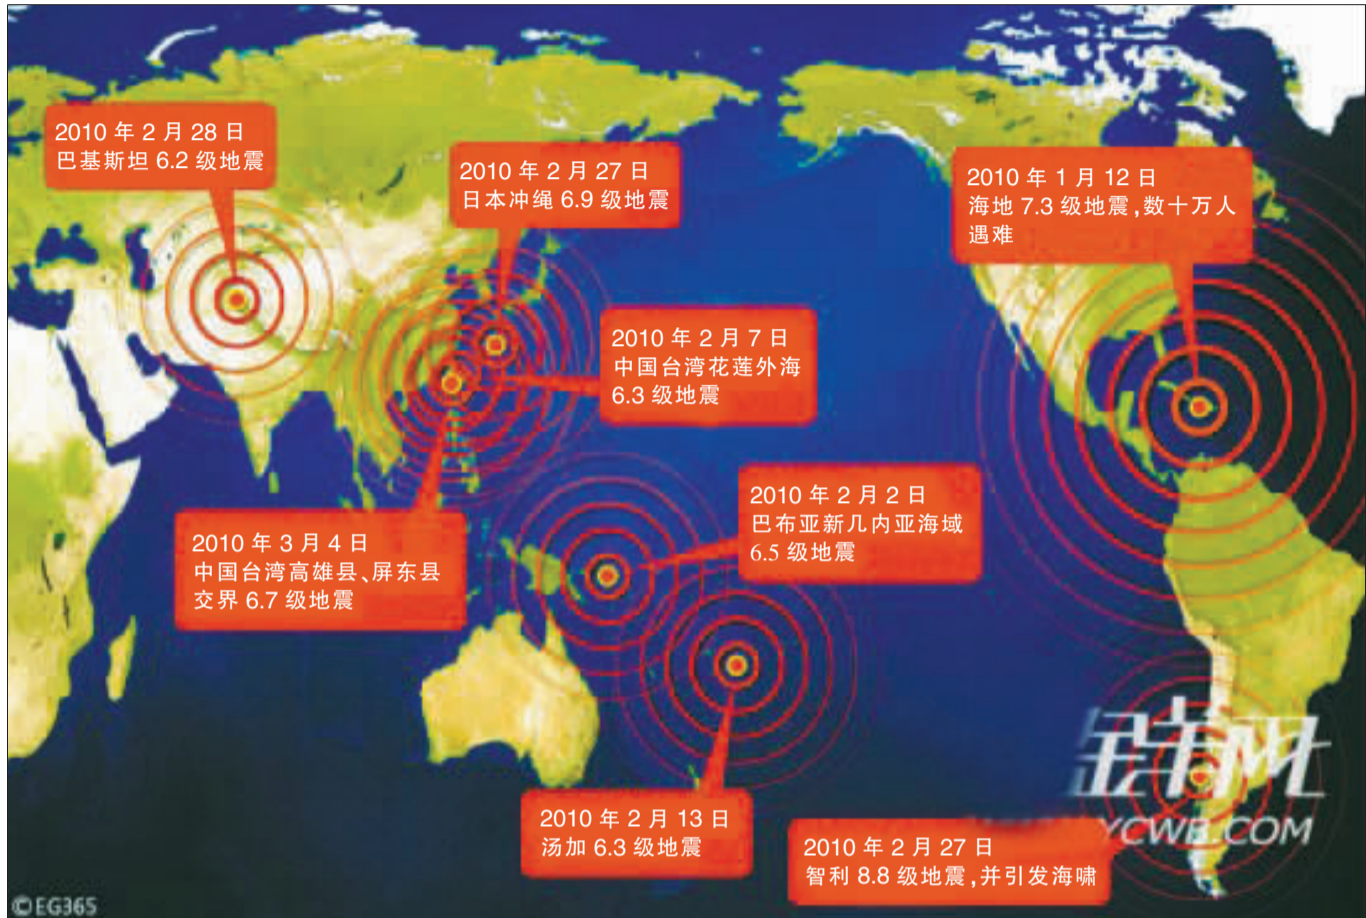 2010 年 2 月 28 日
巴基斯坦 6.2 级地震
2010 年 2 月 27 日
日本冲绳 6.9 级地震
2010 年 1 月 12 日
海地 7.3 级地震,数十万人
遇难
2010 年 2 月 7 日
中国台湾花莲外海
6.3 级地震
2010 年 2 月 2 日
巴布亚新几内亚海域
6.5 级地震
2010 年 3 月 4 日
中国台湾高雄县、屏东县
交界 6.7 级地震
2010 年 2 月 13 日
汤加 6.3 级地震
2010 年 2 月 27 日
智利 8.8 级地震,并引发海啸
金羊网
YCWB.COM
©EG365